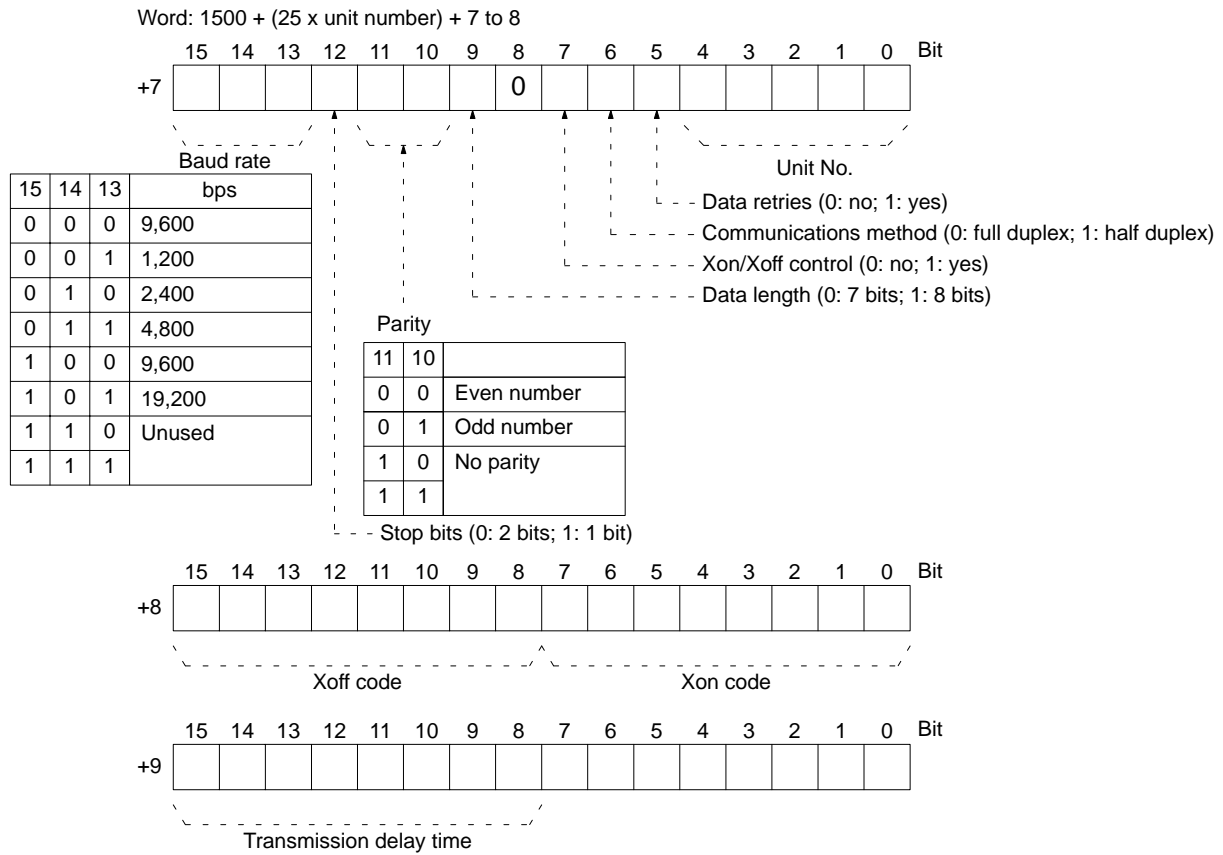 Word: 1500 + (25 x unit number) + 7 to 8
15 14 13 12 11 10 9 8 7 6 5 4 3 2 1 0 Bit
+7 0
Baud rate
Unit No.
15 14 13 bps
0 0 0 9,600
0 0 1 1,200
0 1 0 2,400
0 1 1 4,800
1 0 0 9,600
1 0 1 19,200
1 1 0 Unused
1 1 1
Data retries (0: no; 1: yes)
Communications method (0: full duplex; 1: half duplex)
Xon/Xoff control (0: no; 1: yes)
Data length (0: 7 bits; 1: 8 bits)
Parity
11 10
0 0 Even number
0 1 Odd number
1 0 No parity
1 1
Stop bits (0: 2 bits; 1: 1 bit)
15 14 13 12 11 10 9 8 7 6 5 4 3 2 1 0 Bit
+8
Xoff code Xon code
15 14 13 12 11 10 9 8 7 6 5 4 3 2 1 0 Bit
+9
Transmission delay time